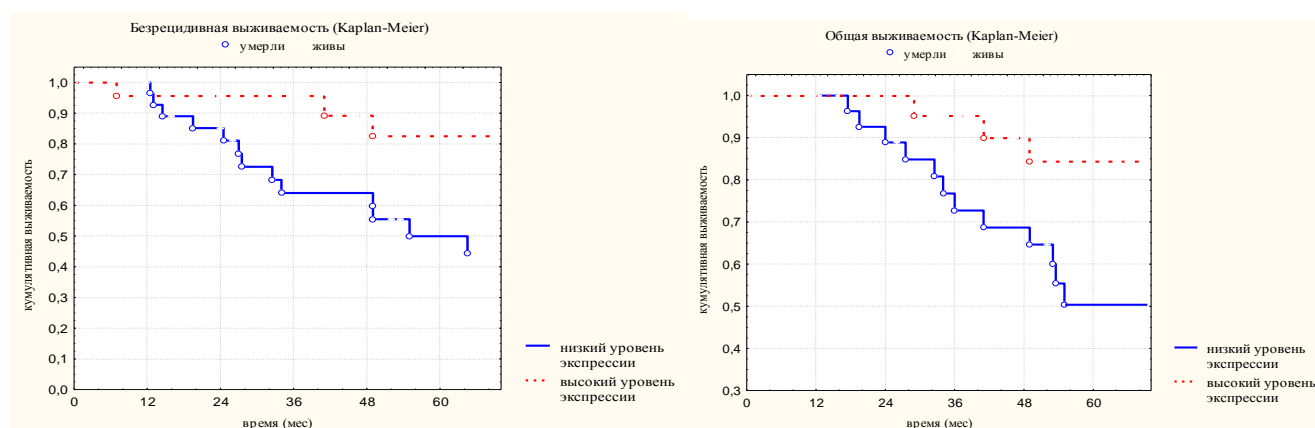 Безрецидивная выживаемость (Kaplan-Meier)
умерли живы
кумулятивная выживаемость
1,0
0,9
0,8
0,7
0,6
0,5
0,4
0,3
0,2
0,1
0,0
0 12 24 36 48 60
время (мес)
низкий уровень
экспрессии
высокий уровень
экспрессии
Общая выживаемость (Kaplan-Meier)
умерли живы
кумулятивная выживаемость
1,0
0,9
0,8
0,7
0,6
0,5
0,4
0,3
0 12 24 36 48 60
время (мес)
низкий уровень
экспрессии
высокий уровень
экспрессии